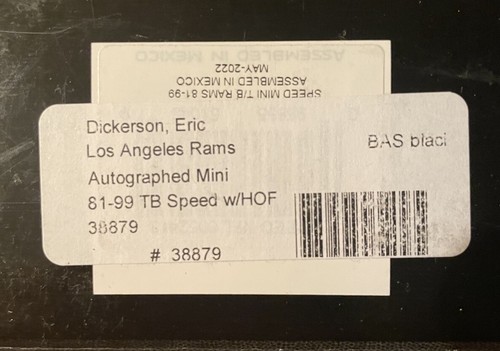 ASSEMBLED IN MEXICO
SPEED MINI T/B RAMS 81-99
ASSEMBLED IN MEXICO
MAY-2022
Dickerson, Eric
Los Angeles Rams
BAS blacl
Autographed Mini
81-99 TB Speed w/HOF
38879
# 38879